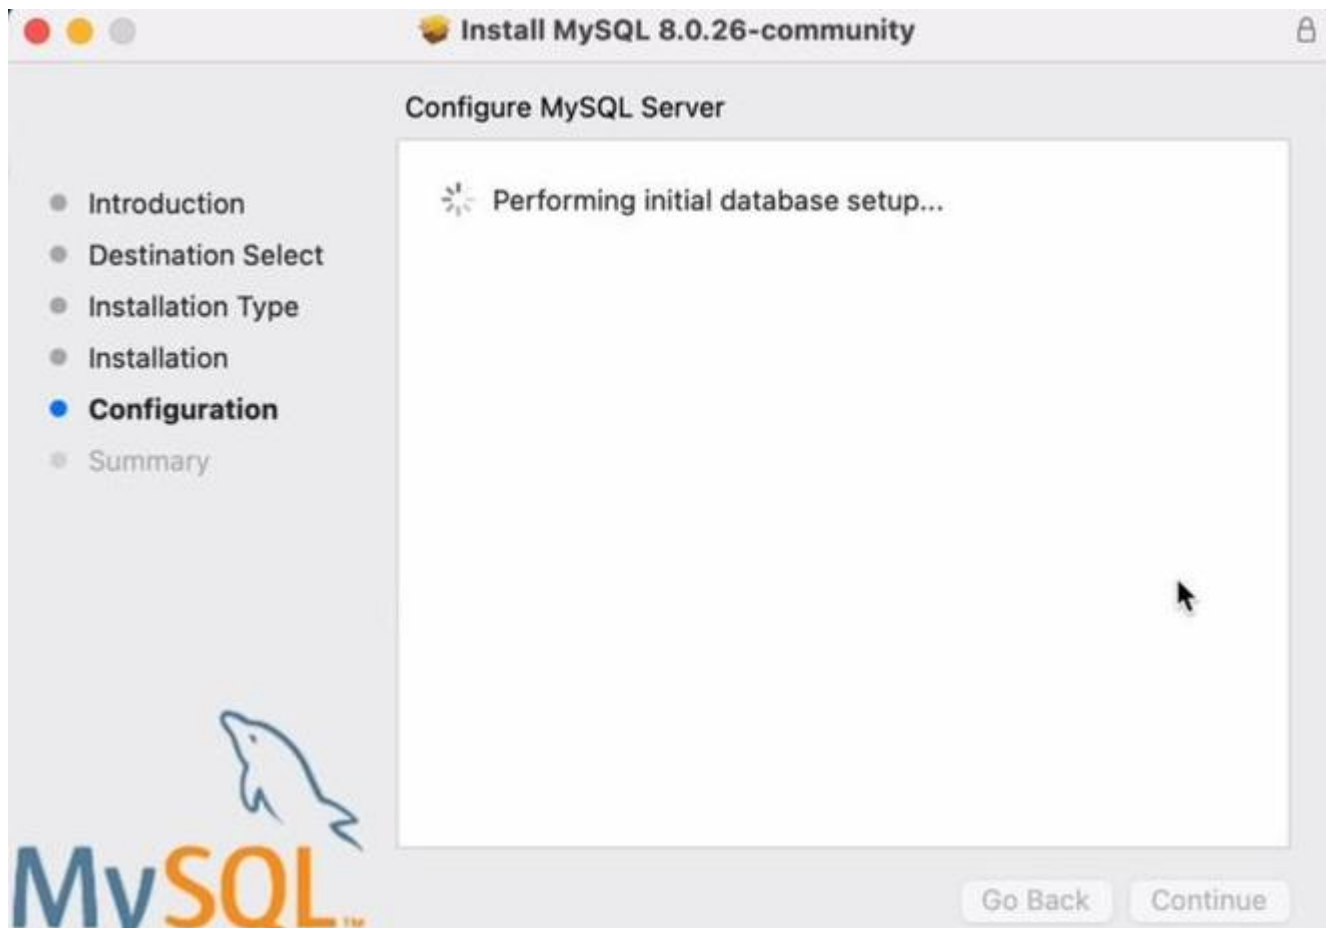 Install MySQL 8.0.26-community
Configure MySQL Server
Introduction
Destination Select
Installation Type
Installation
Configuration
Summary
Performing initial database setup...
MySQL™
Go Back
Continue